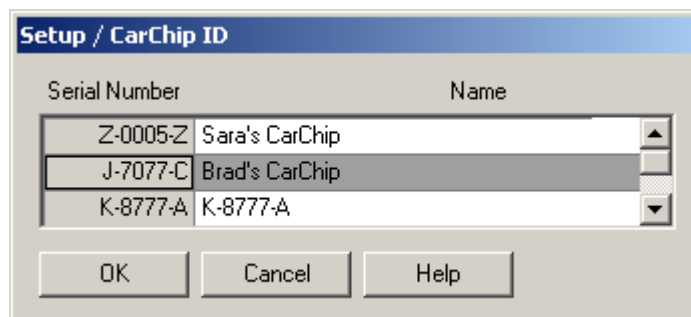 Setup / CarChip ID
Serial Number Name
Z-0005-Z Sara's CarChip
J-7077-C Brad's CarChip
K-8777-A K-8777-A
OK Cancel Help